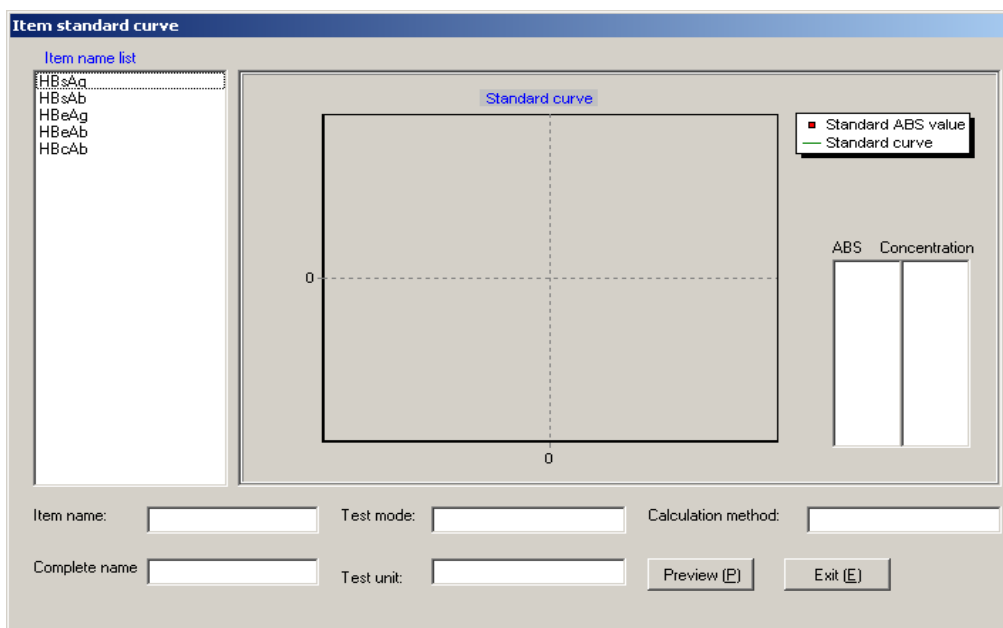 Item standard curve
Item name list
HBsAg
HBsAb
HBeAg
HBeAb
HBcAb
Standard curve
Standard ABS value
Standard curve
0
0
ABS Concentration
Item name:
Test mode:
Calculation method:
Complete name
Test unit:
Preview (P)
Exit (E)